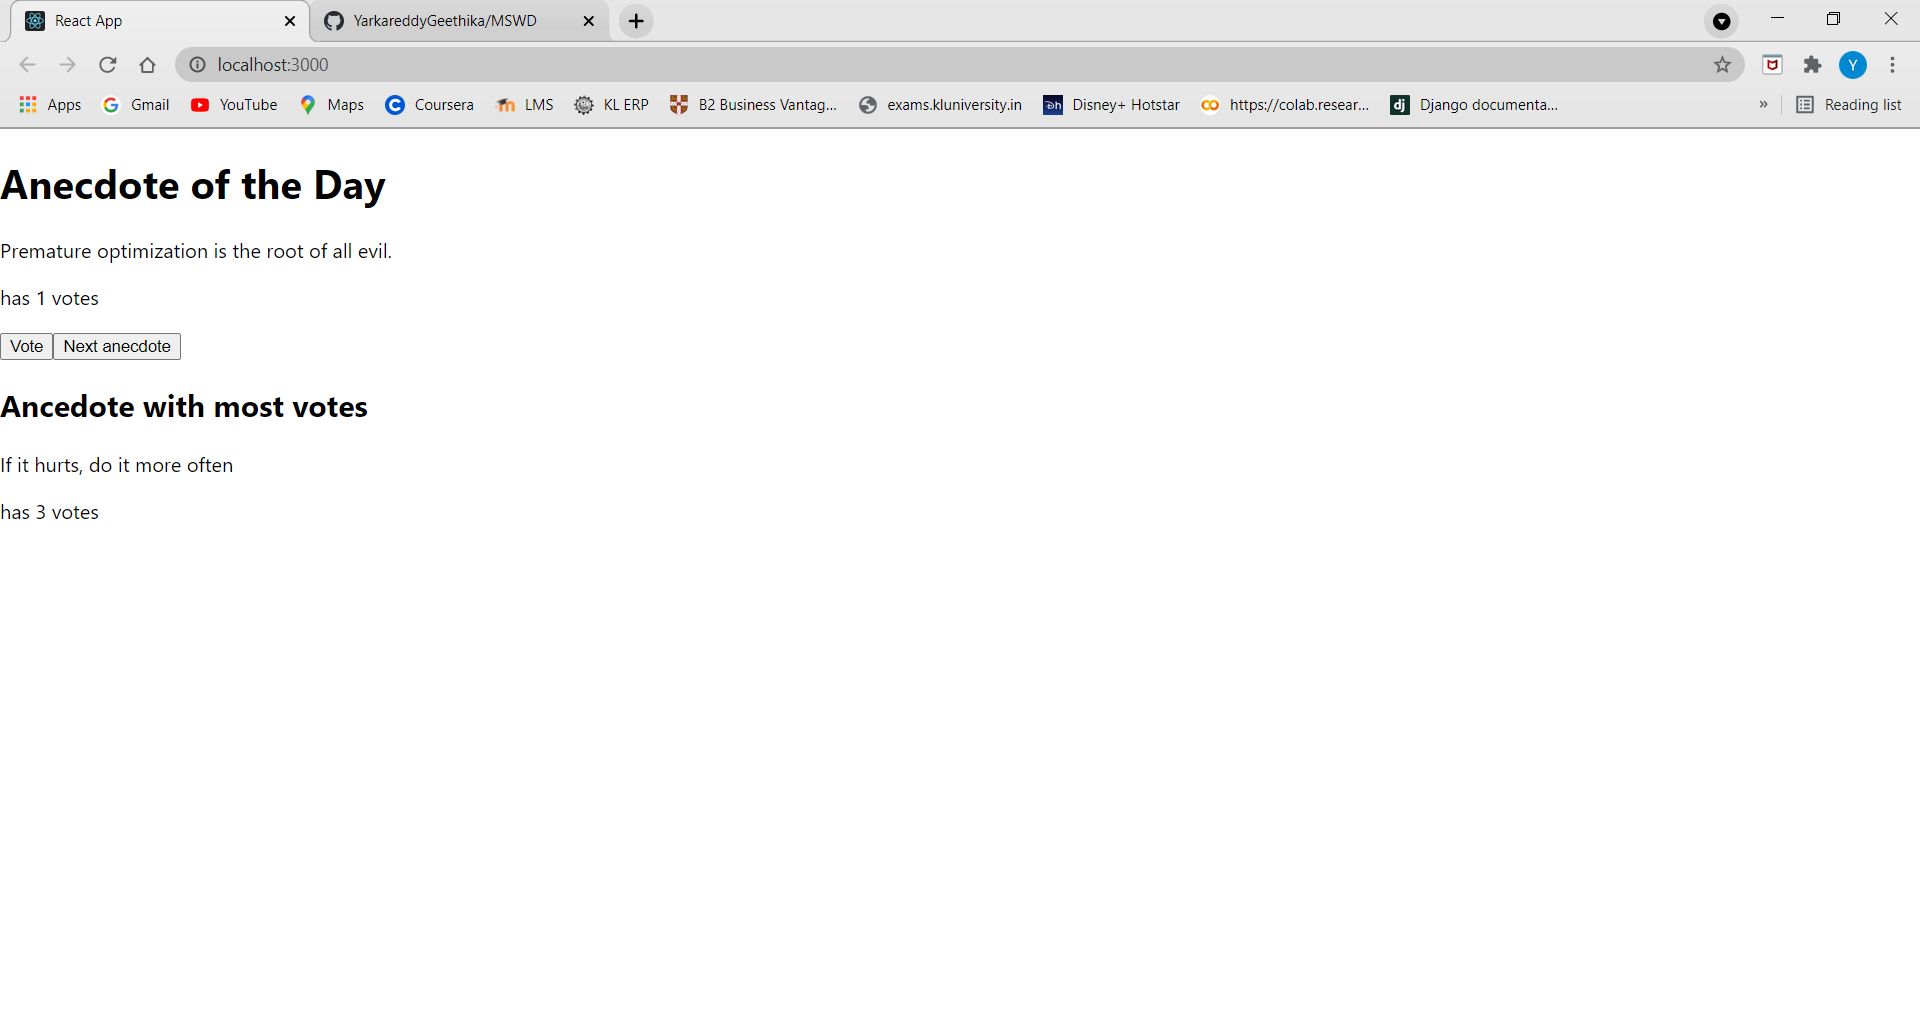 React App
YarkareddyGeethika/MSWD
localhost:3000
Y
Apps
Gmail
YouTube
Maps
Coursera
LMS
KL ERP
B2 Business Vantag...
exams.kluniversity.in
Disney+ Hotstar
https://colab.resear...
dj
Django documenta...
»
Reading list
Anecdote of the Day
Premature optimization is the root of all evil.
has 1 votes
Vote
Next anecdote
Ancedote with most votes
If it hurts, do it more often
has 3 votes